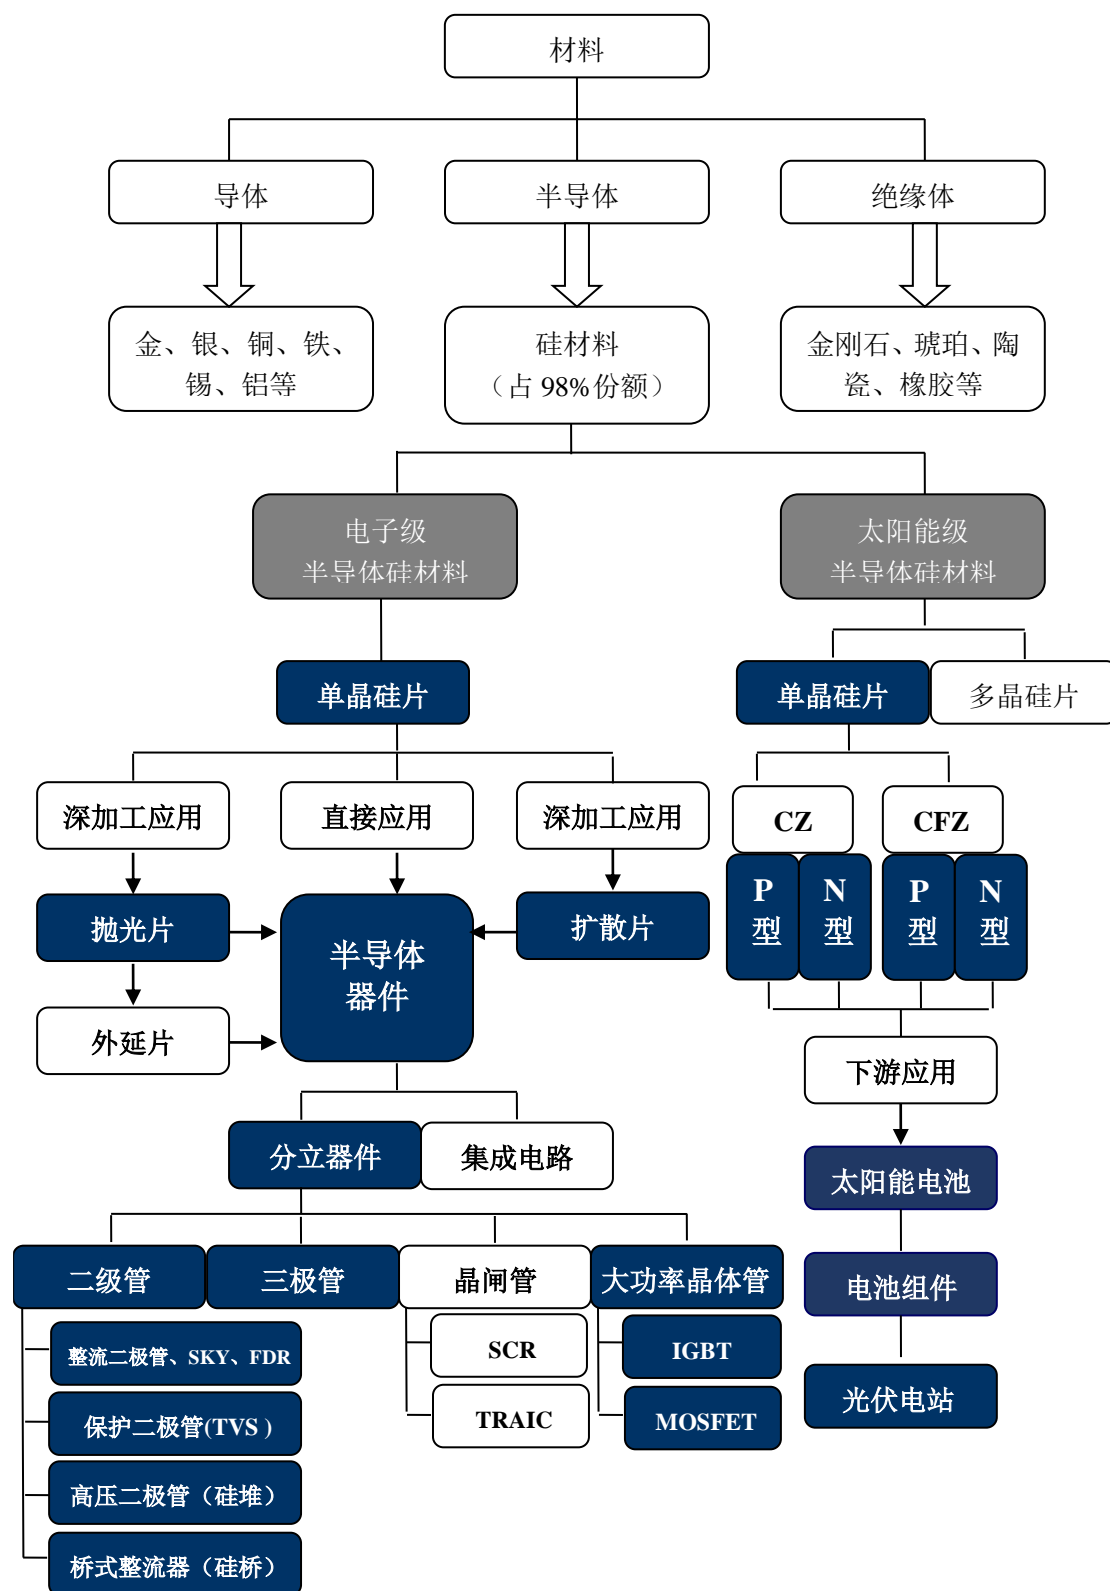 材料
导体
半导体
绝缘体
金、银、铜、铁、
锡、铝等
硅材料
（占 98%份额）
金刚石、琥珀、陶
瓷、橡胶等
电子级
半导体硅材料
太阳能级
半导体硅材料
单晶硅片
单晶硅片
多晶硅片
深加工应用
直接应用
深加工应用
CZ
CFZ
P
型
N
型
P
型
N
型
抛光片
半导体
器件
扩散片
外延片
下游应用
分立器件
集成电路
太阳能电池
二级管
三极管
晶闸管
大功率晶体管
电池组件
整流二极管、SKY、FDR
SCR
IGBT
光伏电站
保护二极管(TVS )
TRAIC
MOSFET
高压二极管（硅堆）
桥式整流器（硅桥）